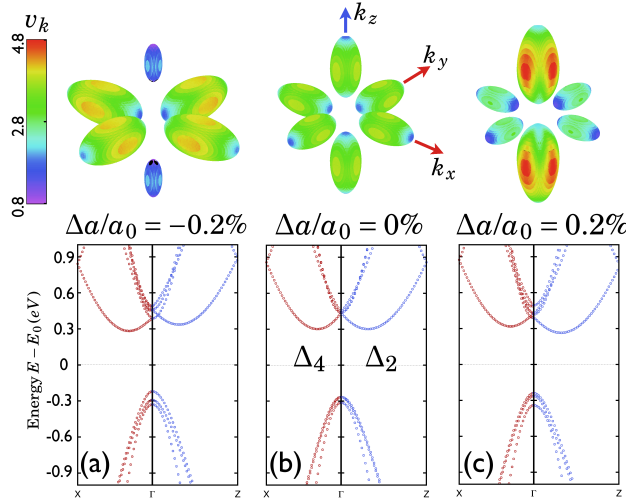 v_k
4.8
2.8
0.8
k_z
k_y
k_x
Δa/a_0 = −0.2%
Δa/a_0 = 0%
Δa/a_0 = 0.2%
Energy E − E_0 (eV)
0.9
0.6
0.3
0
-0.3
-0.6
-0.9
Δ_4
Δ_2
(a)
(b)
(c)
X Γ Z
X Γ Z
X Γ Z